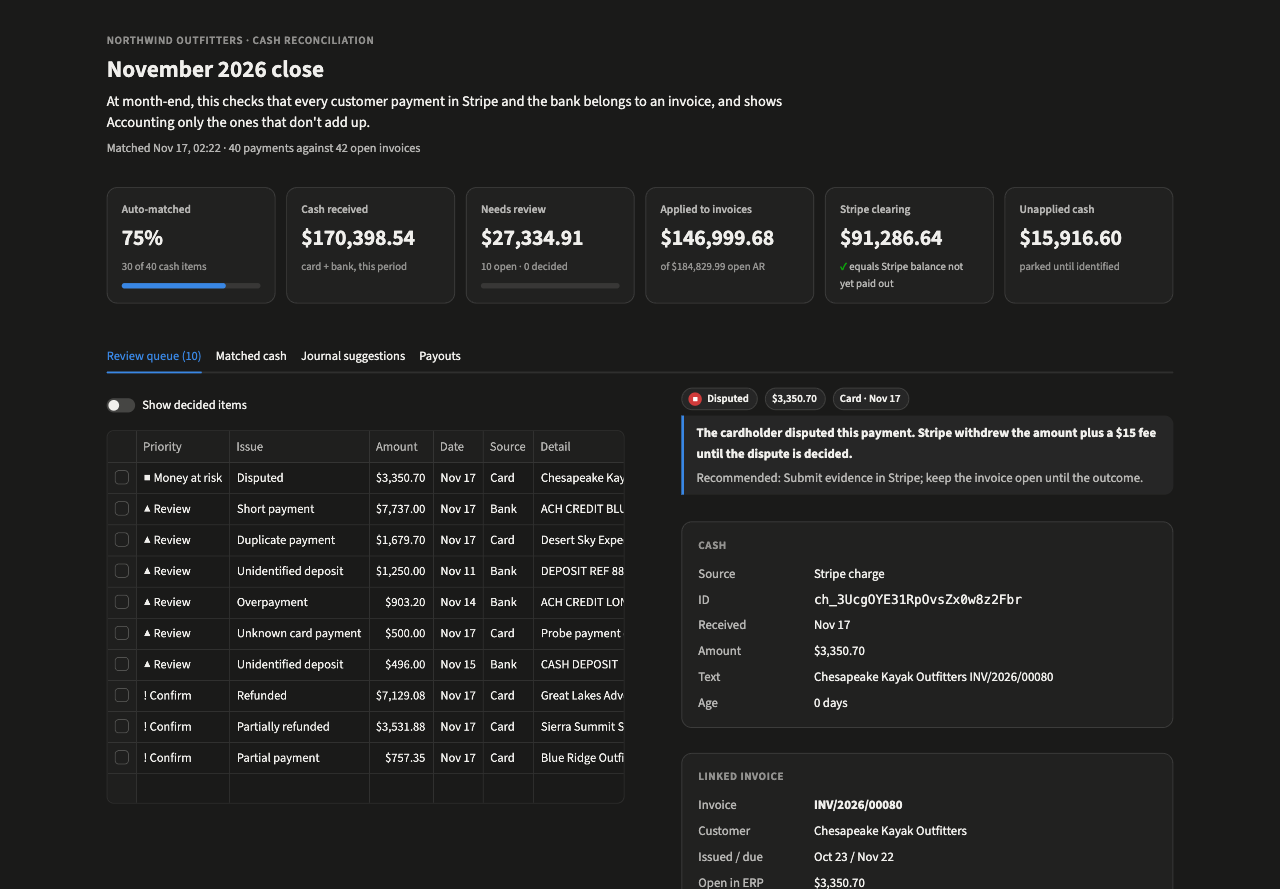 NORTHWIND OUTFITTERS · CASH RECONCILIATION
November 2026 close
At month-end, this checks that every customer payment in Stripe and the bank belongs to an invoice, and shows
Accounting only the ones that don't add up.
Matched Nov 17, 02:22 · 40 payments against 42 open invoices
Auto-matched
75%
30 of 40 cash items
Cash received
$170,398.54
card + bank, this period
Needs review
$27,334.91
10 open · 0 decided
Applied to invoices
$146,999.68
of $184,829.99 open AR
Stripe clearing
$91,286.64
✓ equals Stripe balance not
yet paid out
Unapplied cash
$15,916.60
parked until identified
Review queue (10) Matched cash Journal suggestions Payouts
Show decided items
Priority Issue Amount Date Source Detail
■ Money at risk Disputed $3,350.70 Nov 17 Card Chesapeake Kay
▲ Review Short payment $7,737.00 Nov 17 Bank ACH CREDIT BLU
▲ Review Duplicate payment $1,679.70 Nov 17 Card Desert Sky Expe
▲ Review Unidentified deposit $1,250.00 Nov 11 Bank DEPOSIT REF 88
▲ Review Overpayment $903.20 Nov 14 Bank ACH CREDIT LON
▲ Review Unknown card payment $500.00 Nov 17 Card Probe payment
▲ Review Unidentified deposit $496.00 Nov 15 Bank CASH DEPOSIT
! Confirm Refunded $7,129.08 Nov 17 Card Great Lakes Adv
! Confirm Partially refunded $3,531.88 Nov 17 Card Sierra Summit S
! Confirm Partial payment $757.35 Nov 17 Card Blue Ridge Outfi
Disputed $3,350.70 Card · Nov 17
The cardholder disputed this payment. Stripe withdrew the amount plus a $15 fee
until the dispute is decided.
Recommended: Submit evidence in Stripe; keep the invoice open until the outcome.
CASH
Source Stripe charge
ID ch_3UcgOYE31RpOvsZx0w8z2Fbr
Received Nov 17
Amount $3,350.70
Text Chesapeake Kayak Outfitters INV/2026/00080
Age 0 days
LINKED INVOICE
Invoice INV/2026/00080
Customer Chesapeake Kayak Outfitters
Issued / due Oct 23 / Nov 22
Open in ERP $3,350.70